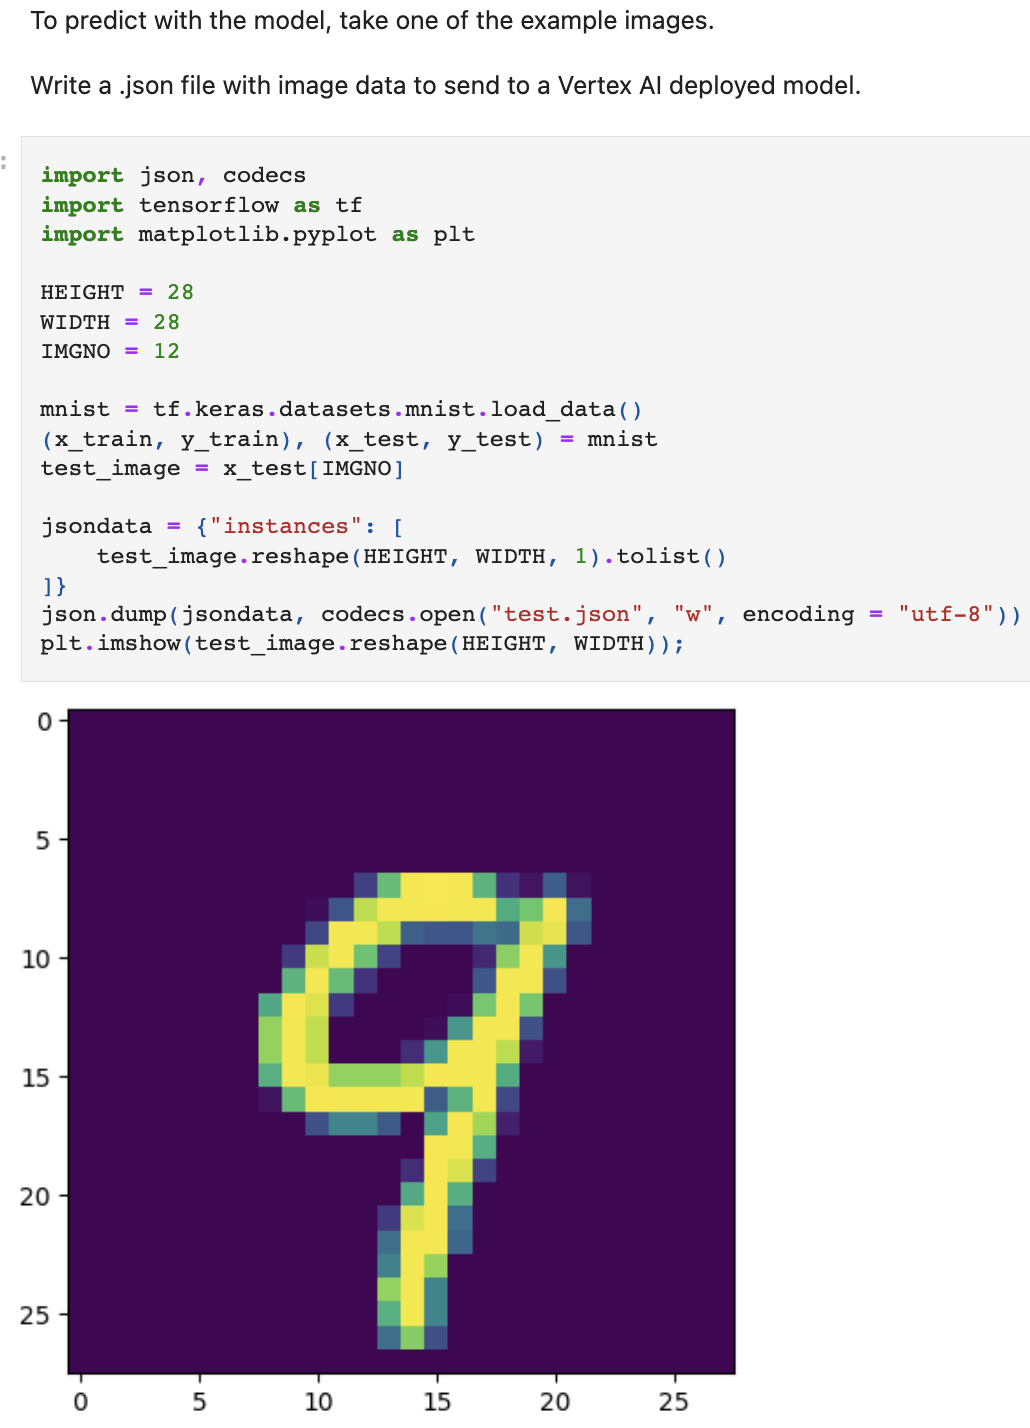 To predict with the model, take one of the example images.
Write a .json file with image data to send to a Vertex AI deployed model.
:
import json, codecs
import tensorflow as tf
import matplotlib.pyplot as plt
HEIGHT = 28
WIDTH = 28
IMGNO = 12
mnist = tf.keras.datasets.mnist.load_data()
(x_train, y_train), (x_test, y_test) = mnist
test_image = x_test[IMGNO]
jsondata = {"instances": [
    test_image.reshape(HEIGHT, WIDTH, 1).tolist()
]}
json.dump(jsondata, codecs.open("test.json", "w", encoding = "utf-8"))
plt.imshow(test_image.reshape(HEIGHT, WIDTH));
0
5
10
15
20
25
0 5 10 15 20 25
9